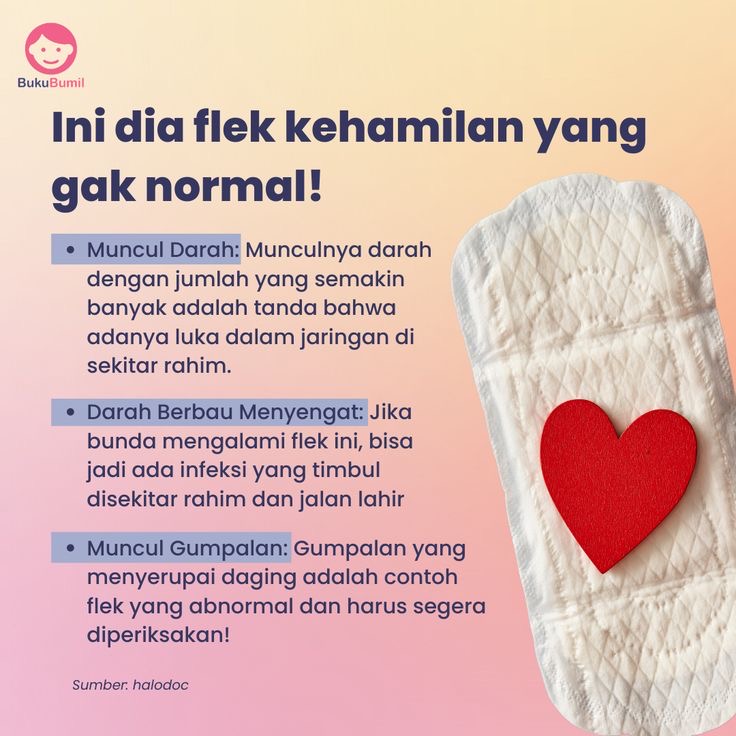 BukuBumil
Ini dia flek kehamilan yang
gak normal!
• Muncul Darah: Munculnya darah
dengan jumlah yang semakin
banyak adalah tanda bahwa
adanya luka dalam jaringan di
sekitar rahim.
• Darah Berbau Menyengat: Jika
bunda mengalami flek ini, bisa
jadi ada infeksi yang timbul
disekitar rahim dan jalan lahir
• Muncul Gumpalan: Gumpalan yang
menyerupai daging adalah contoh
flek yang abnormal dan harus segera
diperiksakan!
Sumber: halodoc